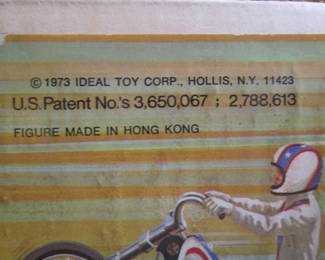 © 1973 IDEAL TOY CORP., HOLLIS, N.Y. 11423
U.S. Patent No.'s 3,650,067 ; 2,788,613
FIGURE MADE IN HONG KONG